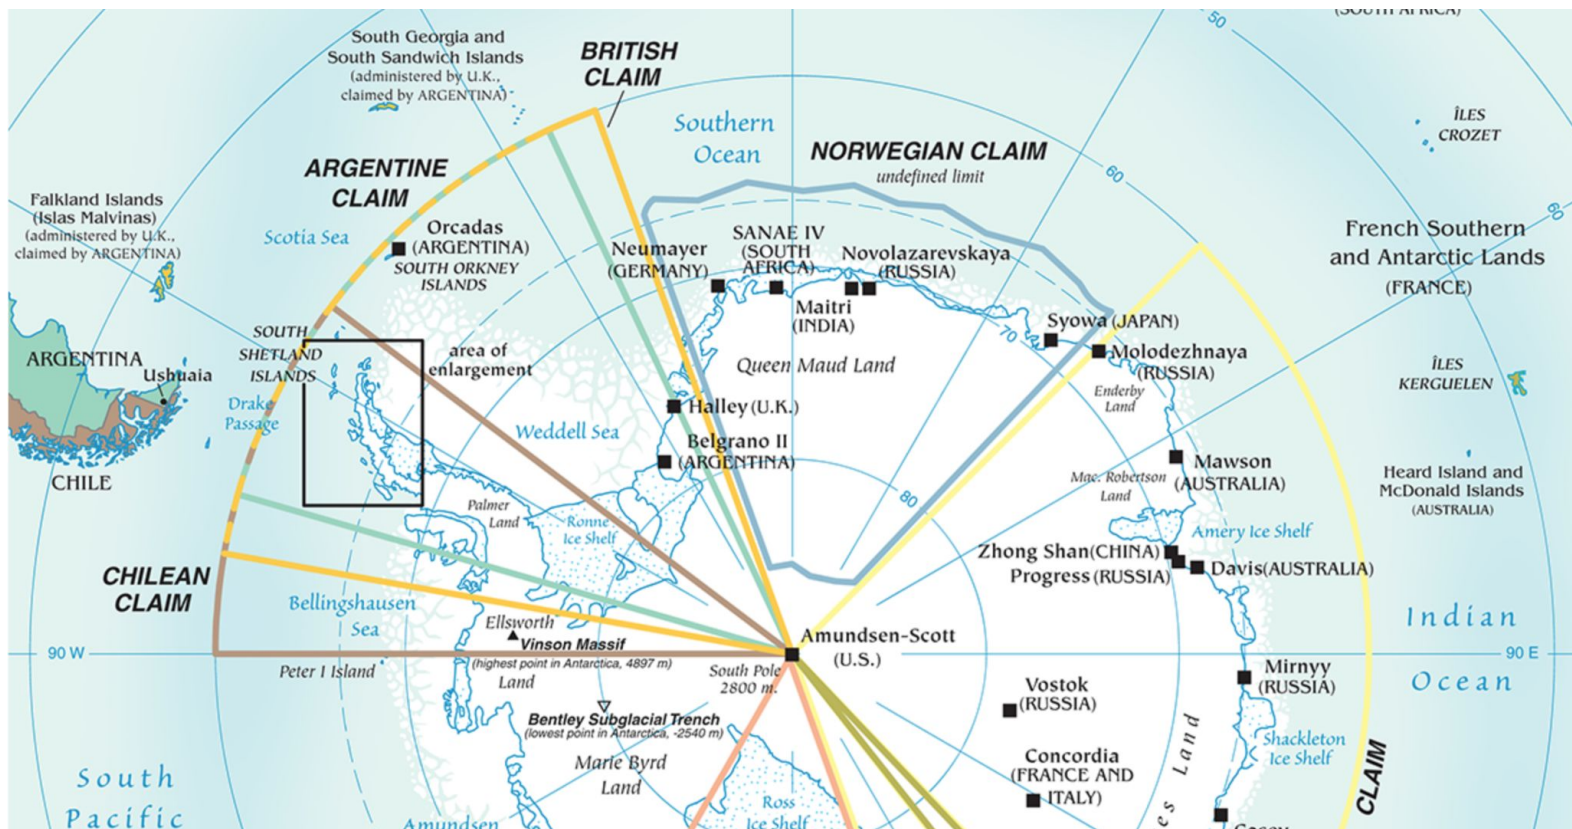 (SOUTH AFRICA)
50
South Georgia and
South Sandwich Islands
(administered by U.K.,
claimed by ARGENTINA)
BRITISH
CLAIM
Southern
Ocean
NORWEGIAN CLAIM
undefined limit
ÎLES
CROZET
60
60
ARGENTINE
CLAIM
Falkland Islands
(Islas Malvinas)
(administered by U.K.,
claimed by ARGENTINA)
Scotia Sea
Orcadas
(ARGENTINA)
SOUTH ORKNEY
ISLANDS
Neumayer
(GERMANY)
SANAE IV
(SOUTH
AFRICA)
Novolazarevskaya
(RUSSIA)
Maitri
(INDIA)
French Southern
and Antarctic Lands
(FRANCE)
SOUTH
SHETLAND
ISLANDS
area of
enlargement
Queen Maud Land
70
Syowa (JAPAN)
Molodezhnaya
(RUSSIA)
Enderby
Land
ÎLES
KERGUELEN
ARGENTINA
Ushuaia
CHILE
Drake
Passage
Weddell Sea
Halley (U.K.)
Belgrano II
(ARGENTINA)
Mawson
(AUSTRALIA)
Mac. Robertson
Land
Heard Island and
McDonald Islands
(AUSTRALIA)
80
Palmer
Land
Ronne
Ice Shelf
Amery Ice Shelf
Zhong Shan(CHINA)
Progress (RUSSIA)
Davis(AUSTRALIA)
CHILEAN
CLAIM
Bellingshausen
Sea
Ellsworth
Vinson Massif
(highest point in Antarctica, 4897 m)
Land
Amundsen-Scott
(U.S.)
South Pole
2800 m.
Indian
Ocean
90 W
90 E
Peter I Island
Mirnyy
(RUSSIA)
Vostok
(RUSSIA)
Bentley Subglacial Trench
(lowest point in Antarctica, -2540 m)
Marie Byrd
Land
Concordia
(FRANCE AND
ITALY)
Shackleton
Ice Shelf
es Land
CLAIM
South
Pacific
Amundsen
Ross
Ice Shelf
Casey